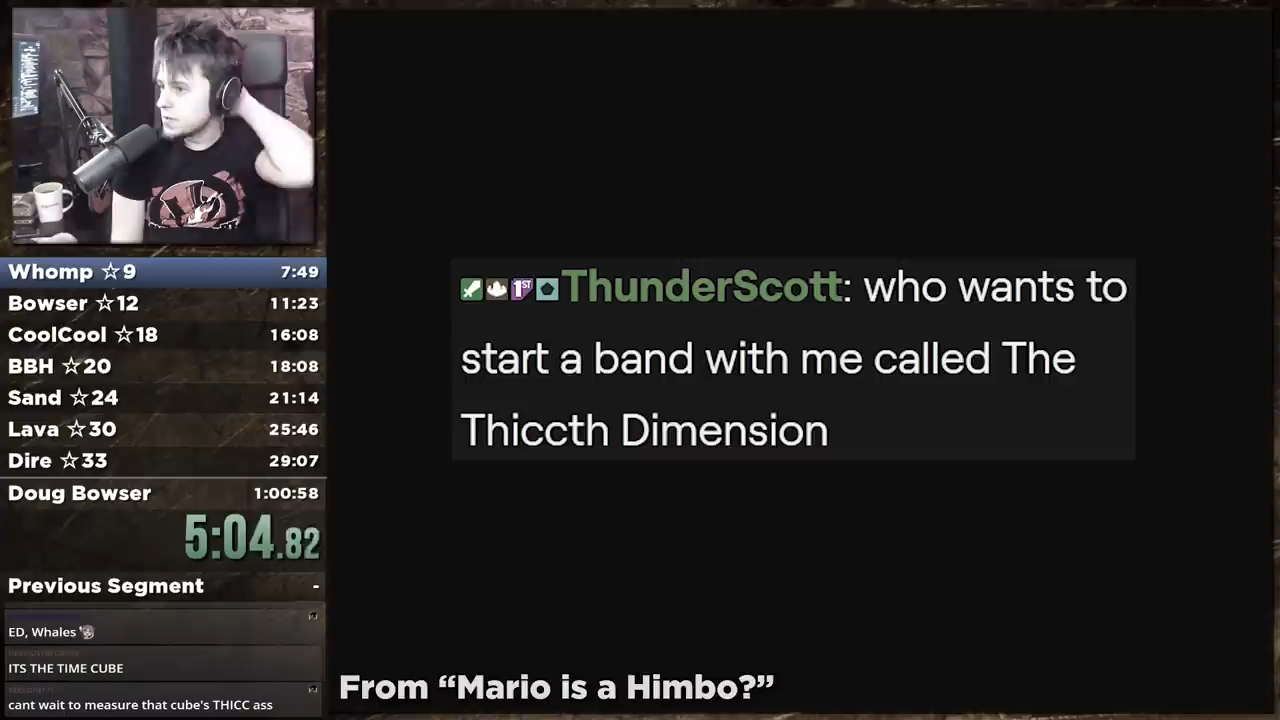 Whomp ☆9 7:49
Bowser ☆12 11:23
CoolCool ☆18 16:08
BBH ☆20 18:08
Sand ☆24 21:14
Lava ☆30 25:46
Dire ☆33 29:07
Doug Bowser 1:00:58
5:04.82
Previous Segment -
ED, Whales
ITS THE TIME CUBE
cant wait to measure that cube's THICC ass
1ST ThunderScott: who wants to
start a band with me called The
Thiccth Dimension
From “Mario is a Himbo?”